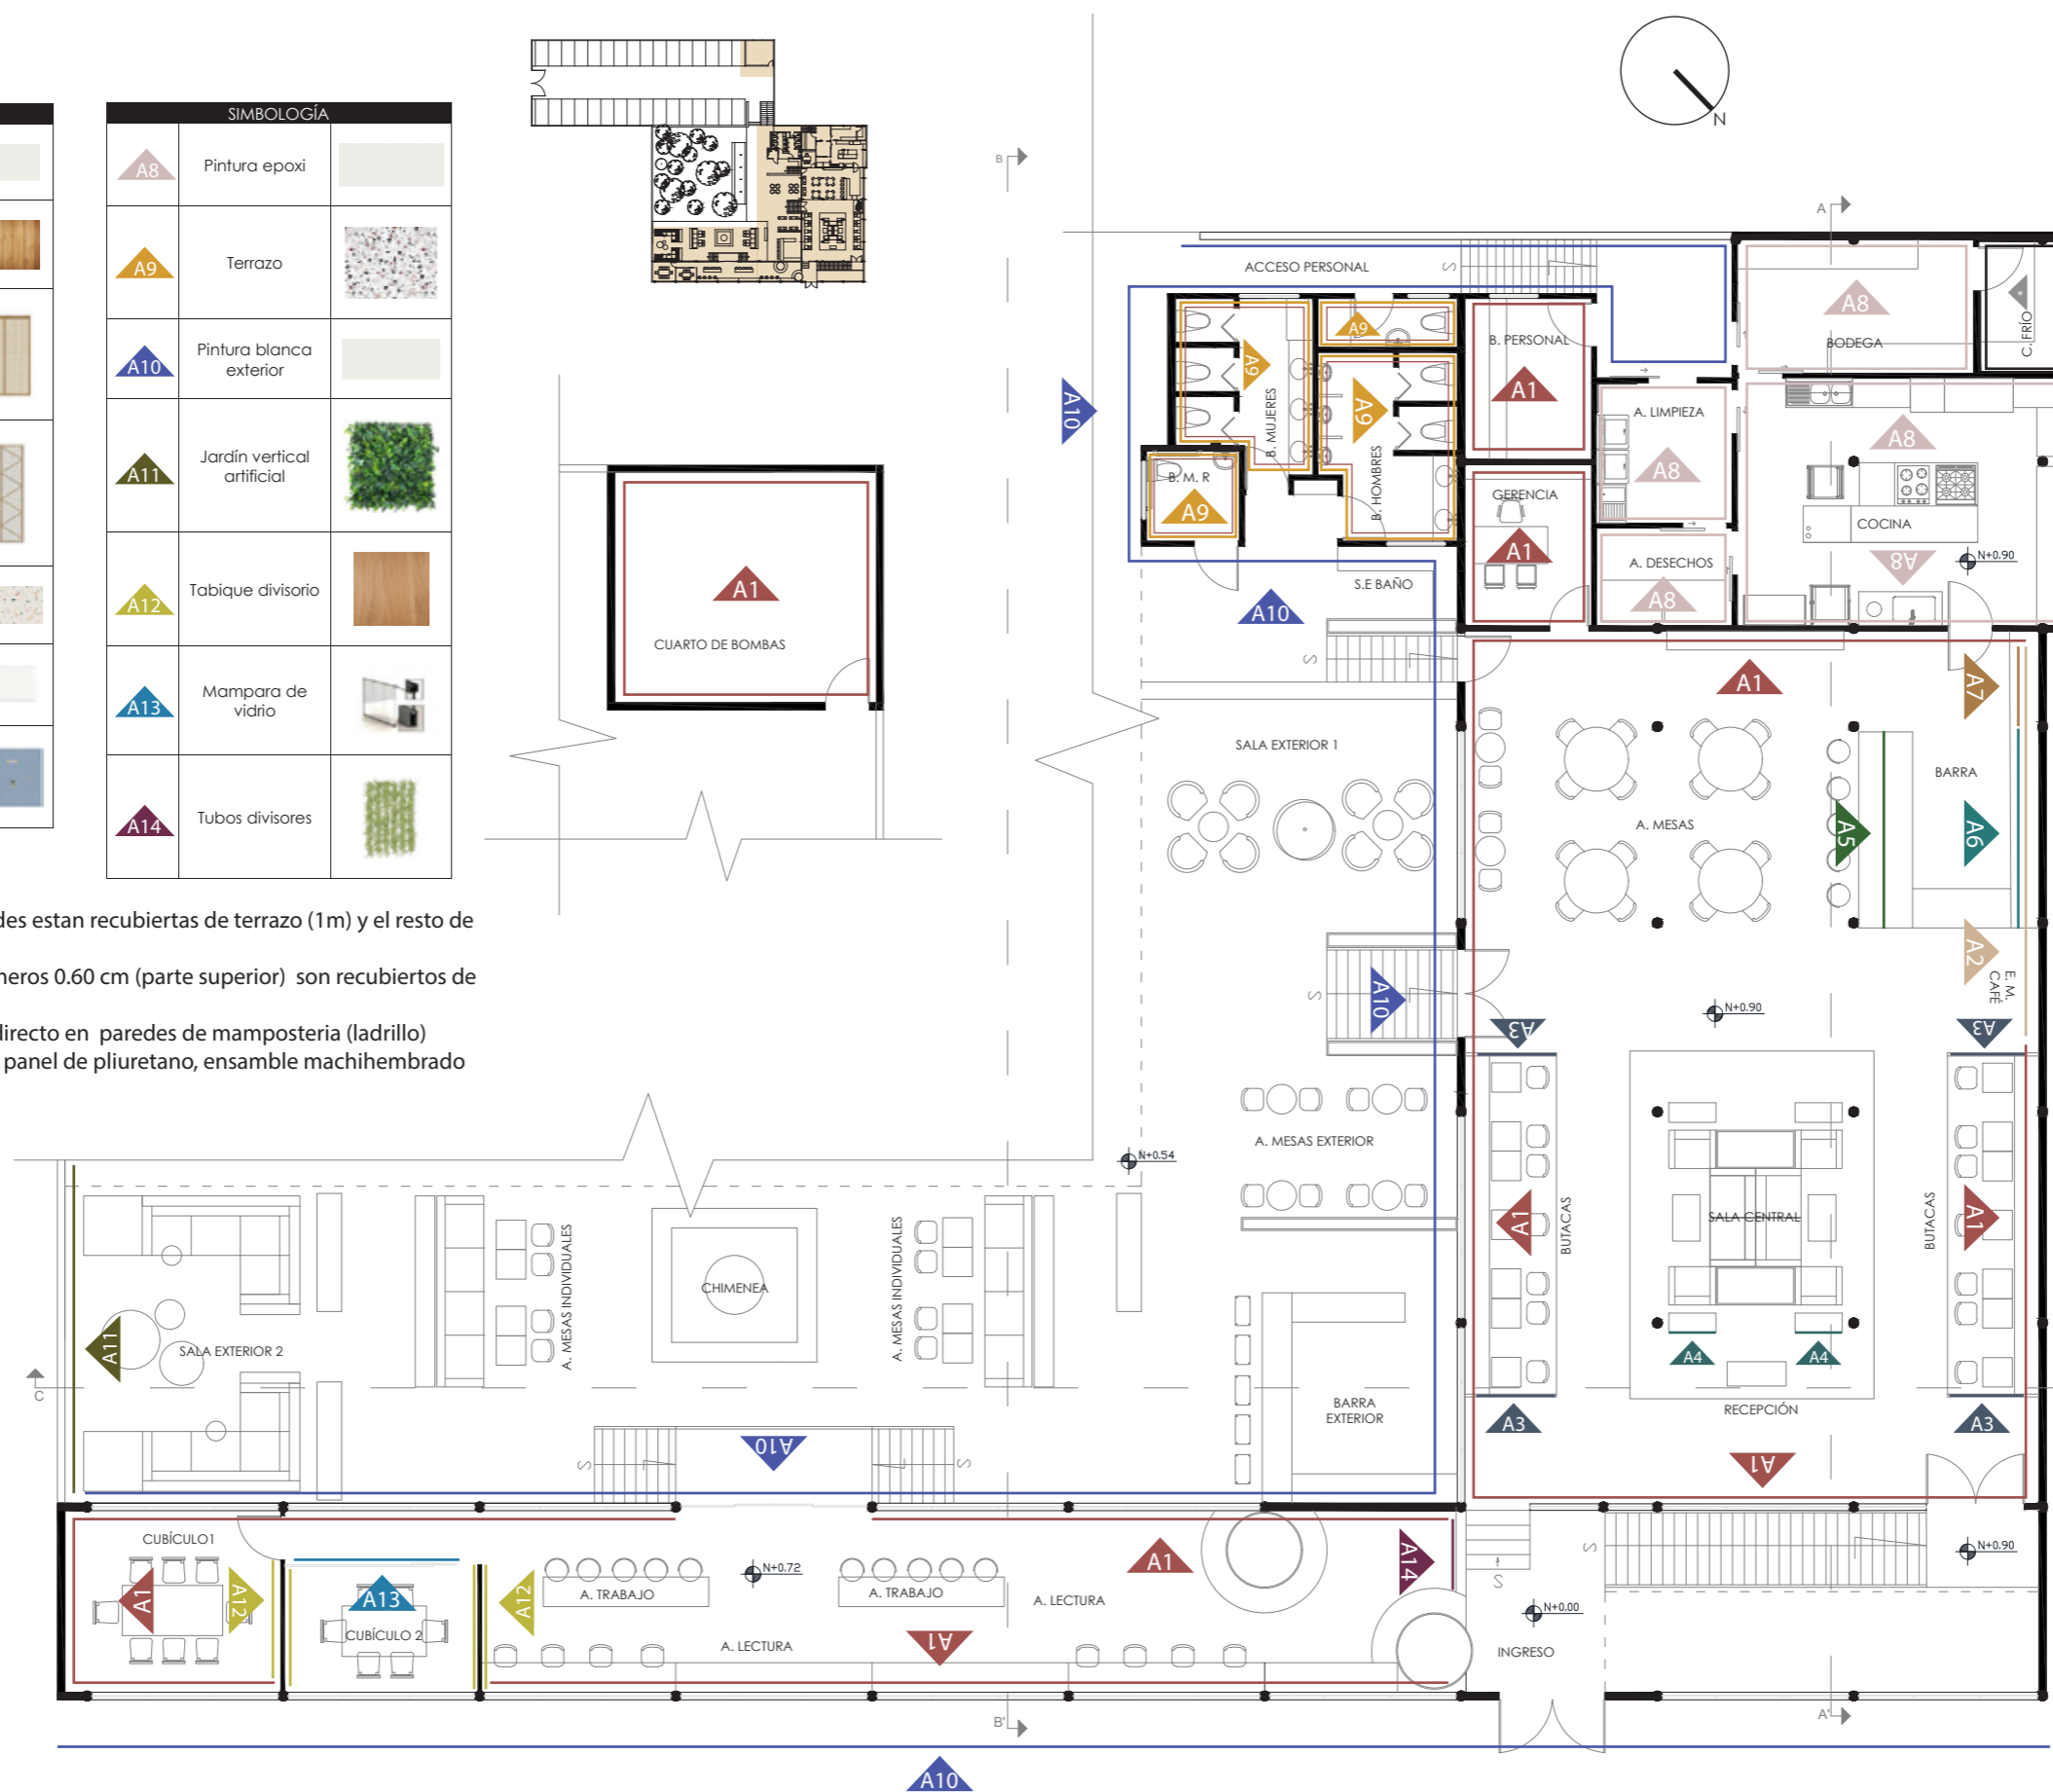 SIMBOLOGÍA
A8
Pintura epoxi
A9
Terrazo
A10
Pintura blanca
exterior
A11
Jardín vertical
artificial
A12
Tabique divisorio
A13
Mampara de
vidrio
A14
Tubos divisores
des estan recubiertas de terrazo (1m) y el resto de
neros 0.60 cm (parte superior) son recubiertos de
directo en paredes de mamposteria (ladrillo)
panel de pliuretano, ensamble machihembrado
N
B
A
ACCESO PERSONAL
S
A8
BODEGA
C. FRÍO
A9
B. PERSONAL
A1
A9
B. MUJERES
A9
B. HOMBRES
A10
A. LIMPIEZA
A8
A8
B. M. R
A9
GERENCIA
A1
COCINA
A8
N+0.90
A. DESECHOS
A8
A1
CUARTO DE BOMBAS
S.E BAÑO
A10
S
A1
A7
SALA EXTERIOR 1
BARRA
A. MESAS
A5
A6
A2
E. M.
CAFÉ
A10
S
N+0.90
A3
A3
N+0.54
A. MESAS EXTERIOR
A1
BUTACAS
SALA CENTRAL
BUTACAS
A1
A. MESAS INDIVIDUALES
CHIMENEA
A. MESAS INDIVIDUALES
A11
SALA EXTERIOR 2
A4
A4
C
BARRA
EXTERIOR
RECEPCIÓN
A3
A3
A10
S
S
A1
CUBÍCULO1
A1
A12
A13
CUBÍCULO 2
A12
A. TRABAJO
N+0.72
A. TRABAJO
A. LECTURA
A1
A14
S
S
N+0.90
N+0.00
A. LECTURA
A1
INGRESO
B'
A'
A10